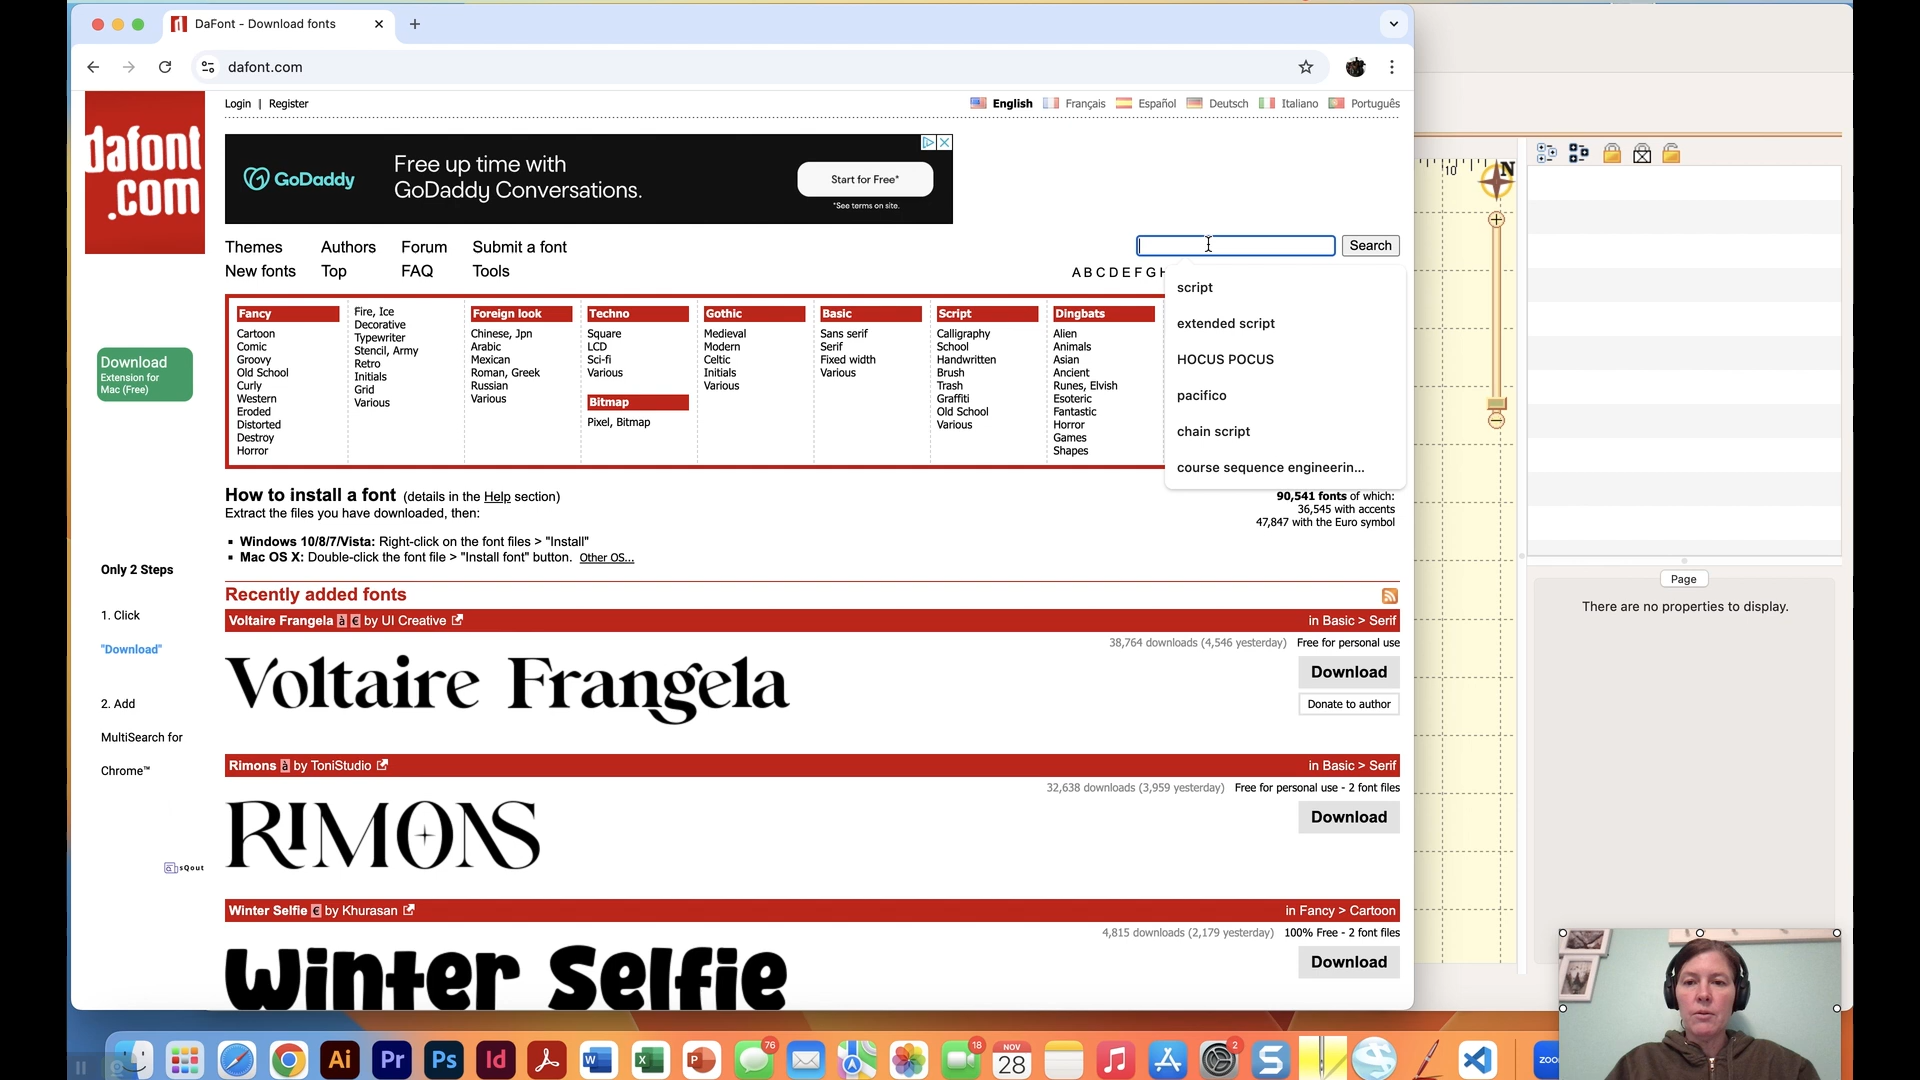 DaFont - Download fonts
dafont.com
Login | Register
English Français Español Deutsch Italiano Português
dafont
.com
GoDaddy
Free up time with
GoDaddy Conversations.
Start for Free*
*See terms on site.
Themes Authors Forum Submit a font
New fonts Top FAQ Tools
Search
A B C D E F G H
script
extended script
HOCUS POCUS
pacifico
chain script
course sequence engineerin...
Fancy
Cartoon
Comic
Groovy
Old School
Curly
Western
Eroded
Distorted
Destroy
Horror
Fire, Ice
Decorative
Typewriter
Stencil, Army
Retro
Initials
Grid
Various
Foreign look
Chinese, Jpn
Arabic
Mexican
Roman, Greek
Russian
Various
Techno
Square
LCD
Sci-fi
Various
Bitmap
Pixel, Bitmap
Gothic
Medieval
Modern
Celtic
Initials
Various
Basic
Sans serif
Serif
Fixed width
Various
Script
Calligraphy
School
Handwritten
Brush
Trash
Graffiti
Old School
Various
Dingbats
Alien
Animals
Asian
Ancient
Runes, Elvish
Esoteric
Fantastic
Horror
Games
Shapes
Download
Extension for
Mac (Free)
Only 2 Steps
1. Click
"Download"
2. Add
MultiSearch for
Chrome™
sQout
How to install a font (details in the Help section)
Extract the files you have downloaded, then:
Windows 10/8/7/Vista: Right-click on the font files > "Install"
Mac OS X: Double-click the font file > "Install font" button. Other OS...
90,541 fonts of which:
36,545 with accents
47,847 with the Euro symbol
Recently added fonts
Voltaire Frangela à € by UI Creative in Basic > Serif
38,764 downloads (4,546 yesterday) Free for personal use
Voltaire Frangela
Download
Donate to author
Rimons à by ToniStudio in Basic > Serif
32,638 downloads (3,959 yesterday) Free for personal use - 2 font files
RIMONS
Download
Winter Selfie € by Khurasan in Fancy > Cartoon
4,815 downloads (2,179 yesterday) 100% Free - 2 font files
Winter Selfie
Download
10
N
Page
There are no properties to display.
Ai Pr Ps Id W X P 76 18 NOV 28 2 S zoo